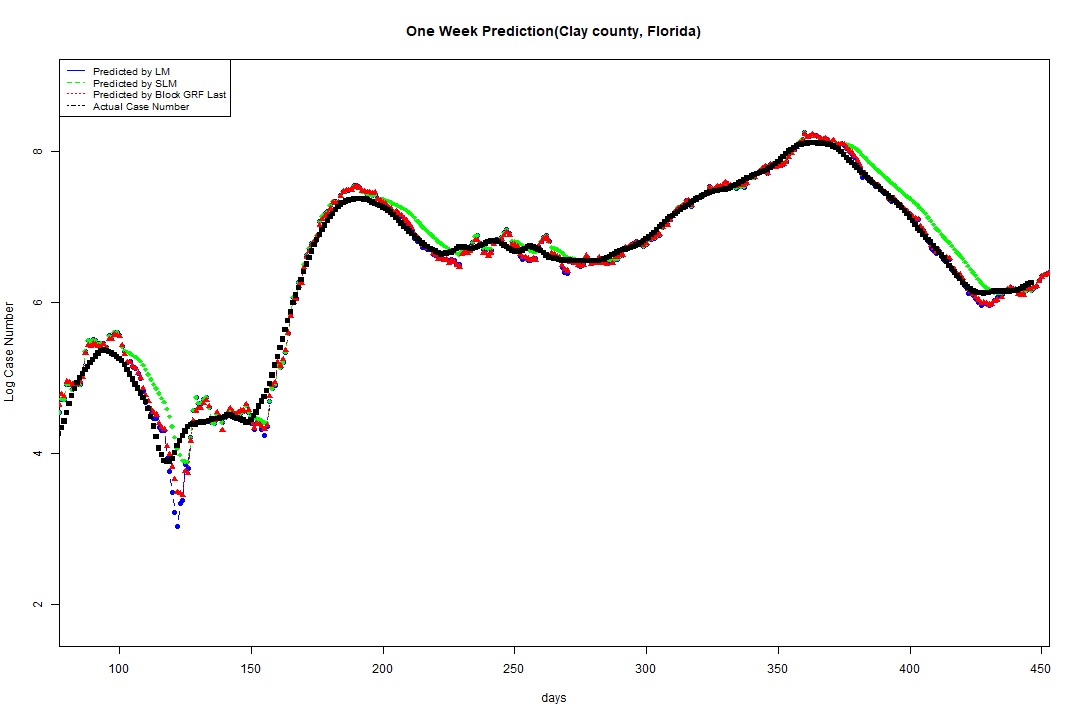 One Week Prediction(Clay county, Florida)
Predicted by LM
Predicted by SLM
Predicted by Block GRF Last
Actual Case Number
8
6
4
2
Log Case Number
100 150 200 250 300 350 400 450
days